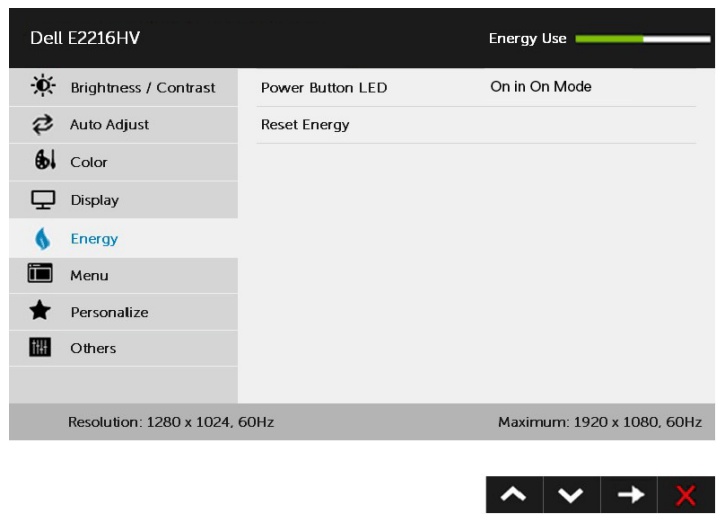 Dell E2216HV
Energy Use
Brightness / Contrast
Power Button LED
On in On Mode
Auto Adjust
Reset Energy
Color
Display
Energy
Menu
Personalize
Others
Resolution: 1280 x 1024, 60Hz
Maximum: 1920 x 1080, 60Hz